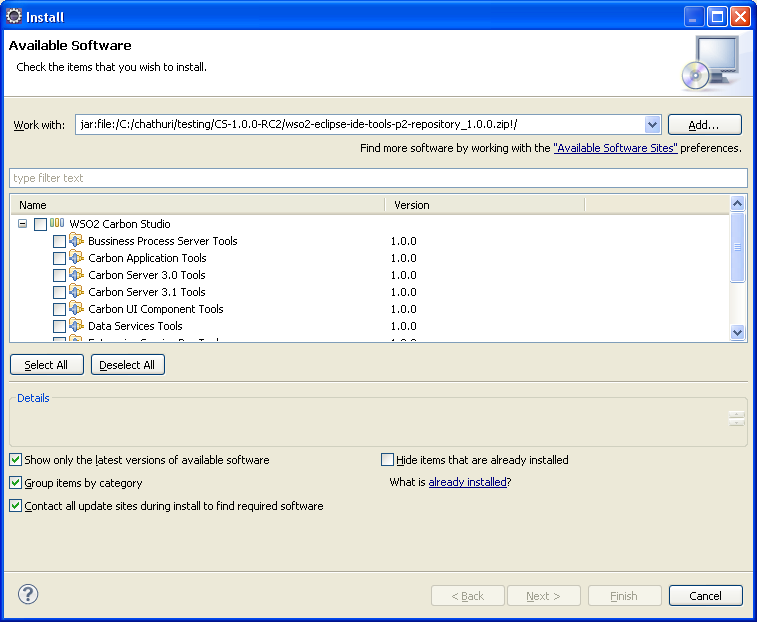 Install
Available Software
Check the items that you wish to install.
Work with: jar:file:/C:/chathuri/testing/CS-1.0.0-RC2/wso2-eclipse-ide-tools-p2-repository_1.0.0.zip!/ Add...
Find more software by working with the "Available Software Sites" preferences.
type filter text
Name Version
WSO2 Carbon Studio
Bussiness Process Server Tools 1.0.0
Carbon Application Tools 1.0.0
Carbon Server 3.0 Tools 1.0.0
Carbon Server 3.1 Tools 1.0.0
Carbon UI Component Tools 1.0.0
Data Services Tools 1.0.0
Select All Deselect All
Details
Show only the latest versions of available software Hide items that are already installed
Group items by category What is already installed?
Contact all update sites during install to find required software
? < Back Next > Finish Cancel